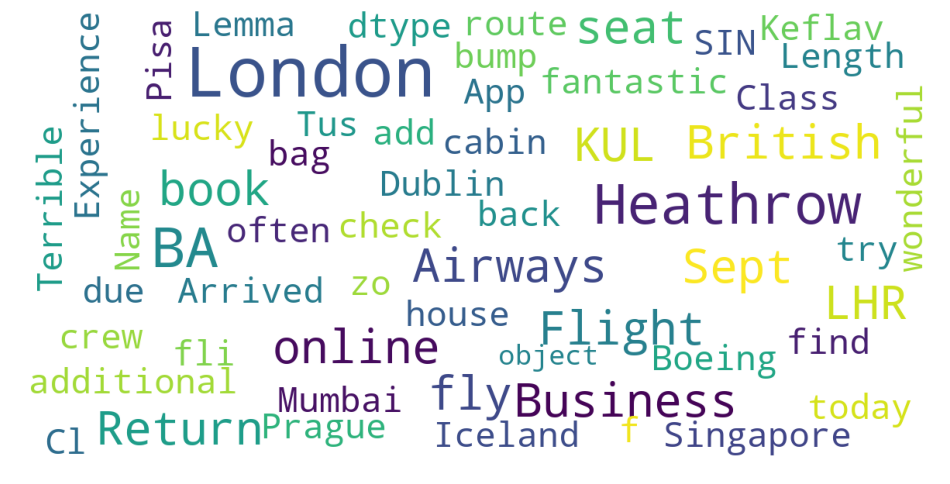 Experience
Pisa
Lemma
dtype
route
seat
SIN
Keflav
London
bump
Length
App
fantastic
Class
wonderful
Terrible
lucky
Tus
add
cabin
KUL
British
bag
book
Dublin
Heathrow
Name
BA
often
check
back
try
Airways
Sept
due
Arrived
zo
house
LHR
crew
fli
online
Flight
object
Boeing
find
additional
Mumbai
fly
Business
today
Cl
Return
Prague
Iceland
f
Singapore